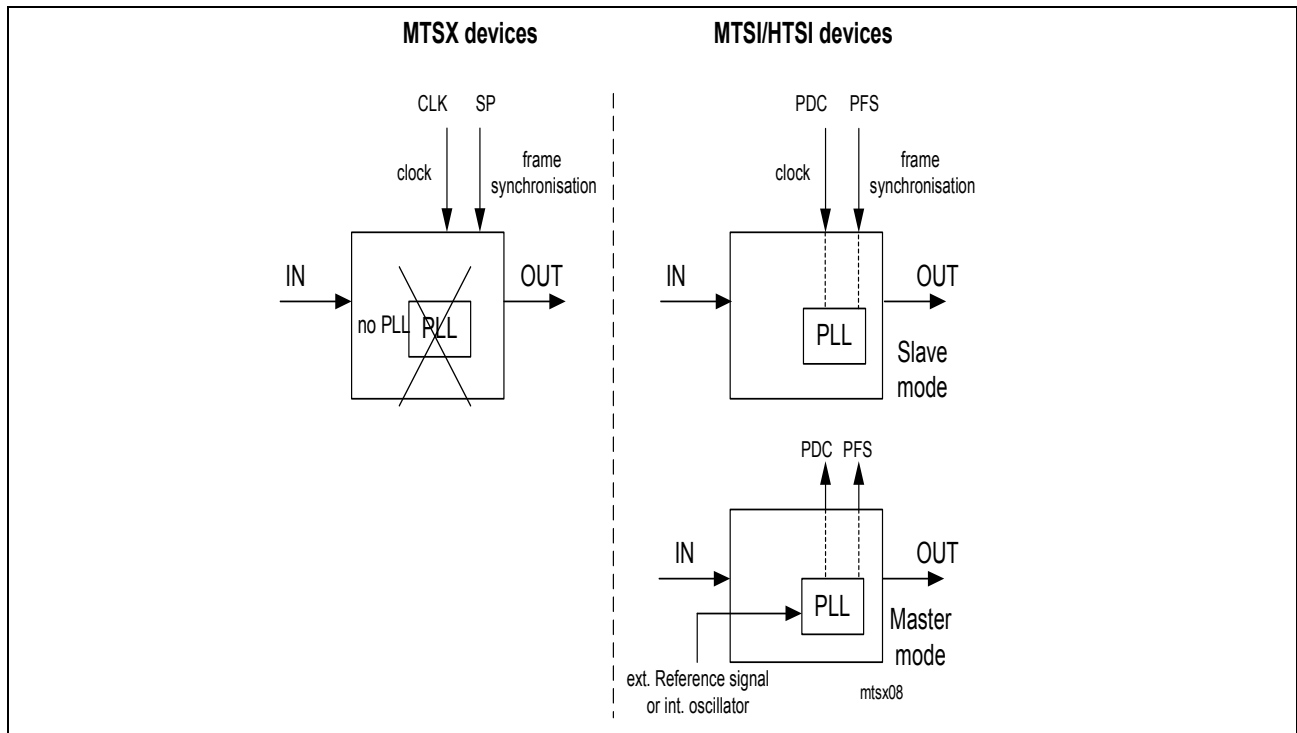 MTSX devices
CLK SP
clock
frame
synchronisation
IN
OUT
no PLL
PLL
MTSI/HTSI devices
PDC PFS
clock
frame
synchronisation
IN
OUT
PLL
Slave
mode
PDC PFS
IN
OUT
PLL
Master
mode
ext. Reference signal
or int. oscillator
mtsx08